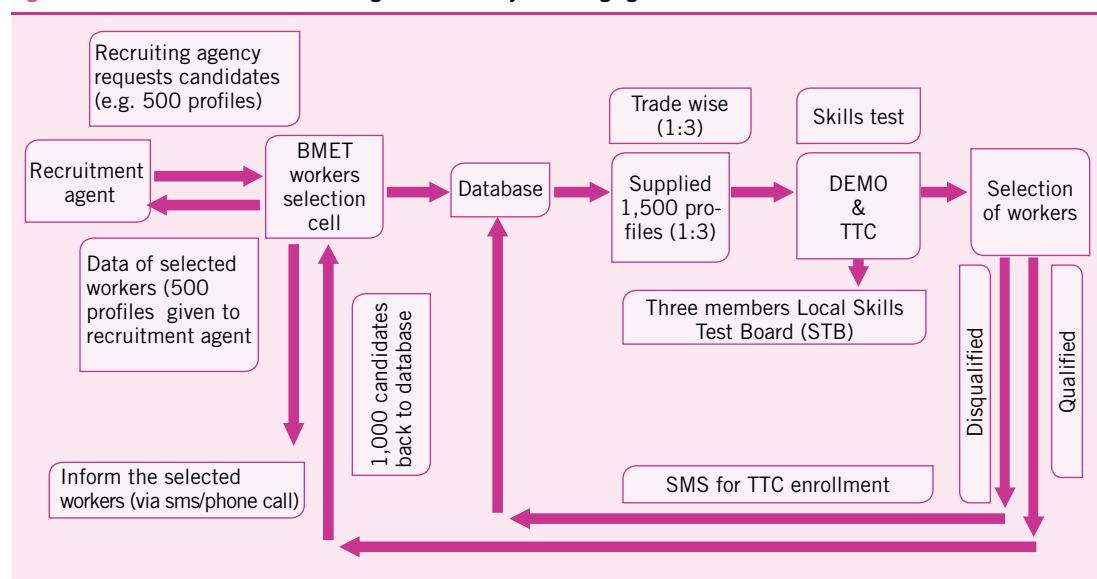 Recruiting agency
requests candidates
(e.g. 500 profiles)
Trade wise
(1:3)
Skills test
Recruitment
agent
BMET
workers
selection
cell
Database
Supplied
1,500 pro-
files (1:3)
DEMO
&
TTC
Selection
of workers
Data of selected
workers (500
profiles given to
recruitment agent
1,000 candidates
back to database
Three members Local Skills
Test Board (STB)
Disqualified
Qualified
Inform the selected
workers (via sms/phone call)
SMS for TTC enrollment